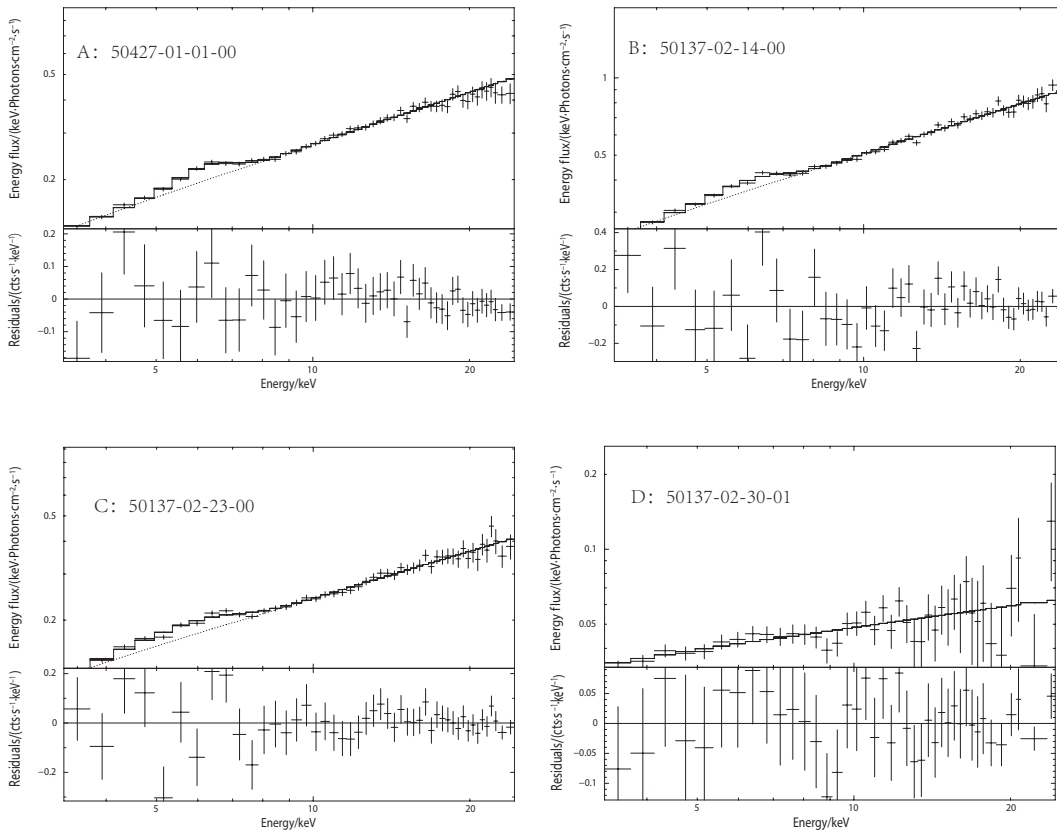 A: 50427-01-01-00
Energy flux/(keV·Photons·cm−2·s−1)
0.5
0.2
Residuals/(cts·s−1·keV−1)
0.2
0.1
0
−0.1
5
10
20
Energy/keV
B: 50137-02-14-00
Energy flux/(keV·Photons·cm−2·s−1)
1
0.5
Residuals/(cts·s−1·keV−1)
0.4
0.2
0
−0.2
5
10
20
Energy/keV
C: 50137-02-23-00
Energy flux/(keV·Photons·cm−2·s−1)
0.5
0.2
Residuals/(cts·s−1·keV−1)
0.2
0
−0.2
5
10
20
Energy/keV
D: 50137-02-30-01
Energy flux/(keV·Photons·cm−2·s−1)
0.2
0.1
0.05
Residuals/(cts·s−1·keV−1)
0.05
0
−0.05
−0.1
5
10
20
Energy/keV